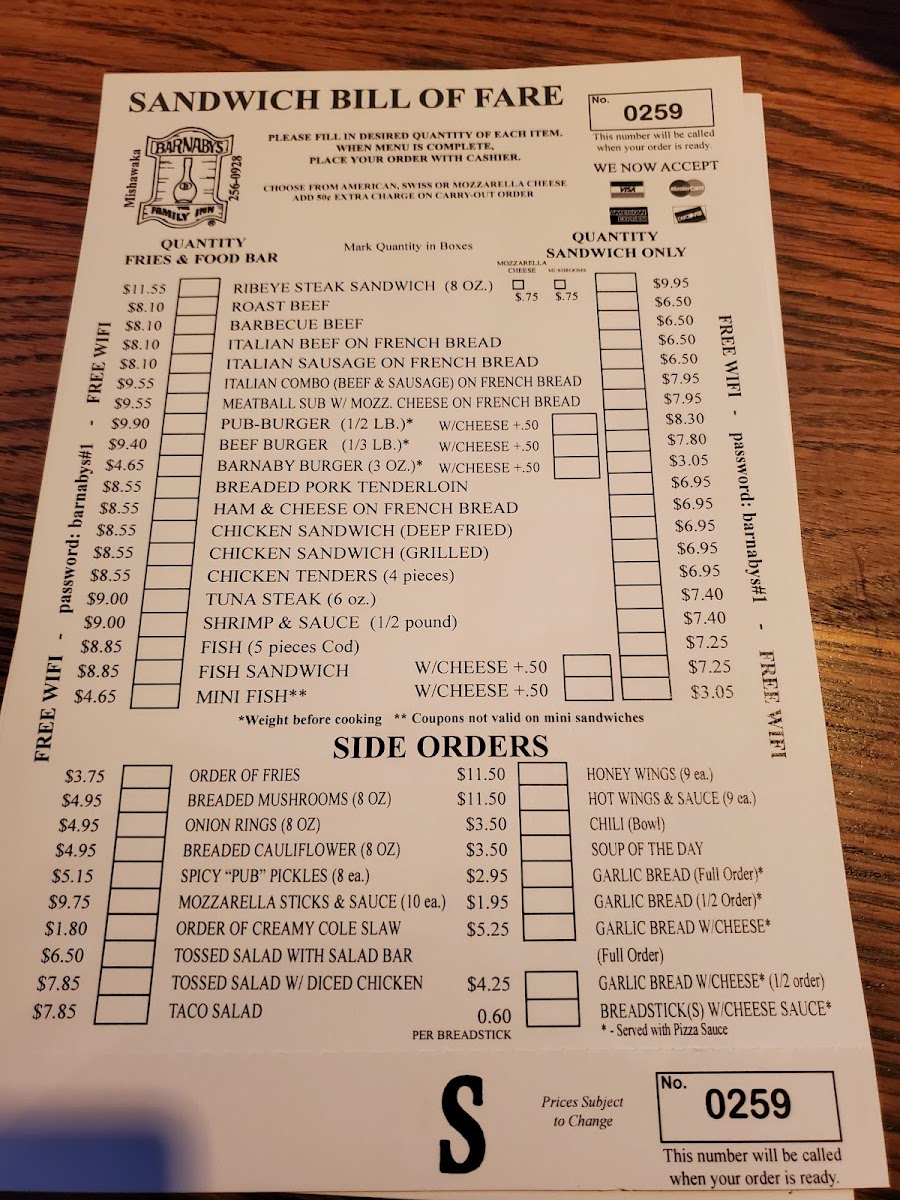 SANDWICH BILL OF FARE
No. 0259
This number will be called
when your order is ready.
WE NOW ACCEPT
VISA
MasterCard
AMERICAN EXPRESS
DISCOVER
Mishawaka
BARNABY'S
THE
FAMILY INN
®
256-0928
PLEASE FILL IN DESIRED QUANTITY OF EACH ITEM.
WHEN MENU IS COMPLETE,
PLACE YOUR ORDER WITH CASHIER.
CHOOSE FROM AMERICAN, SWISS OR MOZZARELLA CHEESE
ADD 50¢ EXTRA CHARGE ON CARRY-OUT ORDER
QUANTITY
FRIES & FOOD BAR
Mark Quantity in Boxes
QUANTITY
SANDWICH ONLY
MOZZARELLA
CHEESE
MUSHROOMS
$11.55 RIBEYE STEAK SANDWICH (8 OZ.) $.75 $.75 $9.95
$8.10 ROAST BEEF $6.50
$8.10 BARBECUE BEEF $6.50
$8.10 ITALIAN BEEF ON FRENCH BREAD $6.50
$8.10 ITALIAN SAUSAGE ON FRENCH BREAD $6.50
$9.55 ITALIAN COMBO (BEEF & SAUSAGE) ON FRENCH BREAD $7.95
$9.55 MEATBALL SUB W/ MOZZ. CHEESE ON FRENCH BREAD $7.95
$9.90 PUB-BURGER (1/2 LB.)* W/CHEESE +.50 $8.30
$9.40 BEEF BURGER (1/3 LB.)* W/CHEESE +.50 $7.80
$4.65 BARNABY BURGER (3 OZ.)* W/CHEESE +.50 $3.05
$8.55 BREADED PORK TENDERLOIN $6.95
$8.55 HAM & CHEESE ON FRENCH BREAD $6.95
$8.55 CHICKEN SANDWICH (DEEP FRIED) $6.95
$8.55 CHICKEN SANDWICH (GRILLED) $6.95
$8.55 CHICKEN TENDERS (4 pieces) $6.95
$9.00 TUNA STEAK (6 oz.) $7.40
$9.00 SHRIMP & SAUCE (1/2 pound) $7.40
$8.85 FISH (5 pieces Cod) $7.25
$8.85 FISH SANDWICH W/CHEESE +.50 $7.25
$4.65 MINI FISH** W/CHEESE +.50 $3.05
FREE WIFI - password: barnabys#1 - FREE WIFI
FREE WIFI - password: barnabys#1 - FREE WIFI
*Weight before cooking ** Coupons not valid on mini sandwiches
SIDE ORDERS
$3.75 ORDER OF FRIES
$4.95 BREADED MUSHROOMS (8 OZ)
$4.95 ONION RINGS (8 OZ)
$4.95 BREADED CAULIFLOWER (8 OZ)
$5.15 SPICY “PUB” PICKLES (8 ea.)
$9.75 MOZZARELLA STICKS & SAUCE (10 ea.)
$1.80 ORDER OF CREAMY COLE SLAW
$6.50 TOSSED SALAD WITH SALAD BAR
$7.85 TOSSED SALAD W/ DICED CHICKEN
$7.85 TACO SALAD
$11.50 HONEY WINGS (9 ea.)
$11.50 HOT WINGS & SAUCE (9 ea.)
$3.50 CHILI (Bowl)
$3.50 SOUP OF THE DAY
$2.95 GARLIC BREAD (Full Order)*
$1.95 GARLIC BREAD (1/2 Order)*
$5.25 GARLIC BREAD W/CHEESE*
(Full Order)
$4.25 GARLIC BREAD W/CHEESE* (1/2 order)
0.60 BREADSTICK(S) W/CHEESE SAUCE*
PER BREADSTICK
* - Served with Pizza Sauce
S
Prices Subject
to Change
No. 0259
This number will be called
when your order is ready.